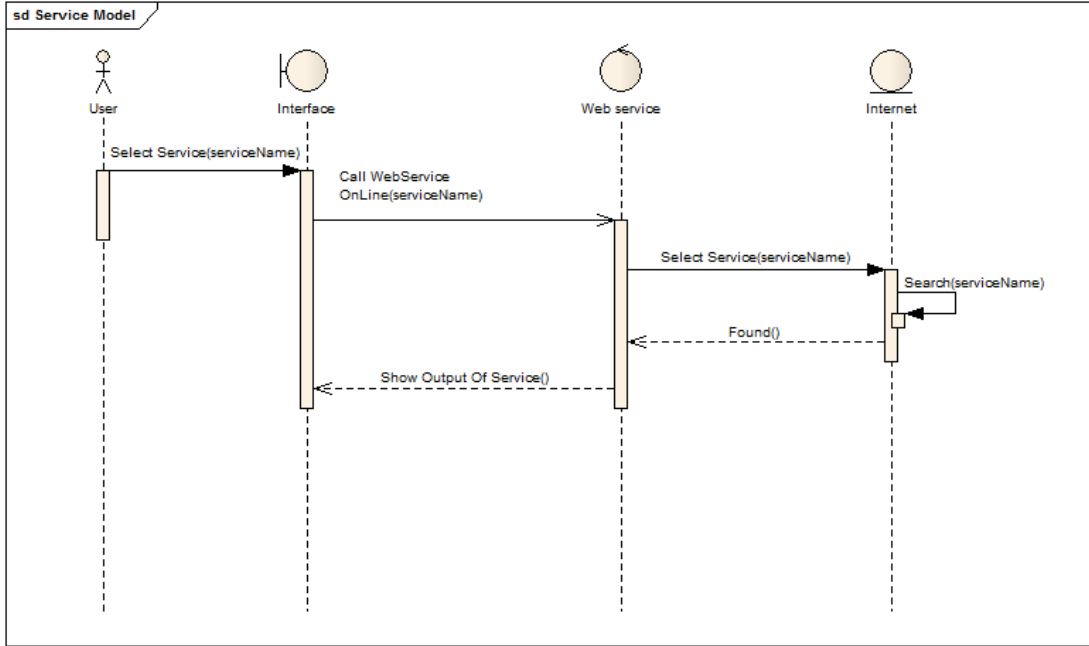 sd Service Model
User
Interface
Web service
Internet
Select Service(serviceName)
Call WebService
OnLine(serviceName)
Select Service(serviceName)
Search(serviceName)
Found()
Show Output Of Service()